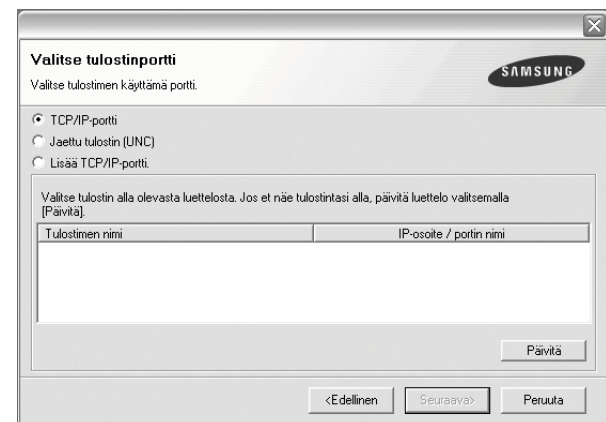 Valitse tulostinportti
Valitse tulostimen käyttämä portti.
SAMSUNG
TCP/IP-portti
Jaettu tulostin (UNC)
Lisää TCP/IP-portti.
Valitse tulostin alla olevasta luettelosta. Jos et näe tulostintasi alla, päivitä luettelo valitsemalla
[Päivitä].
Tulostimen nimi IP-osoite / portin nimi
Päivitä
<Edellinen Seuraava> Peruuta